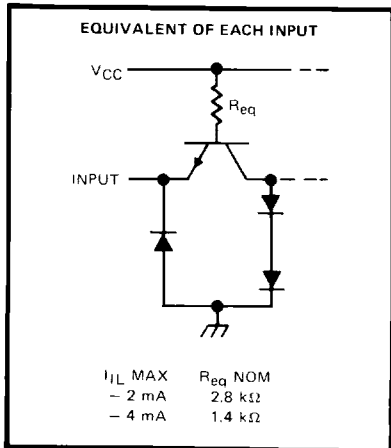 EQUIVALENT OF EACH INPUT
VCC
Req
INPUT
IIL MAX Req NOM
– 2 mA 2.8 kΩ
– 4 mA 1.4 kΩ